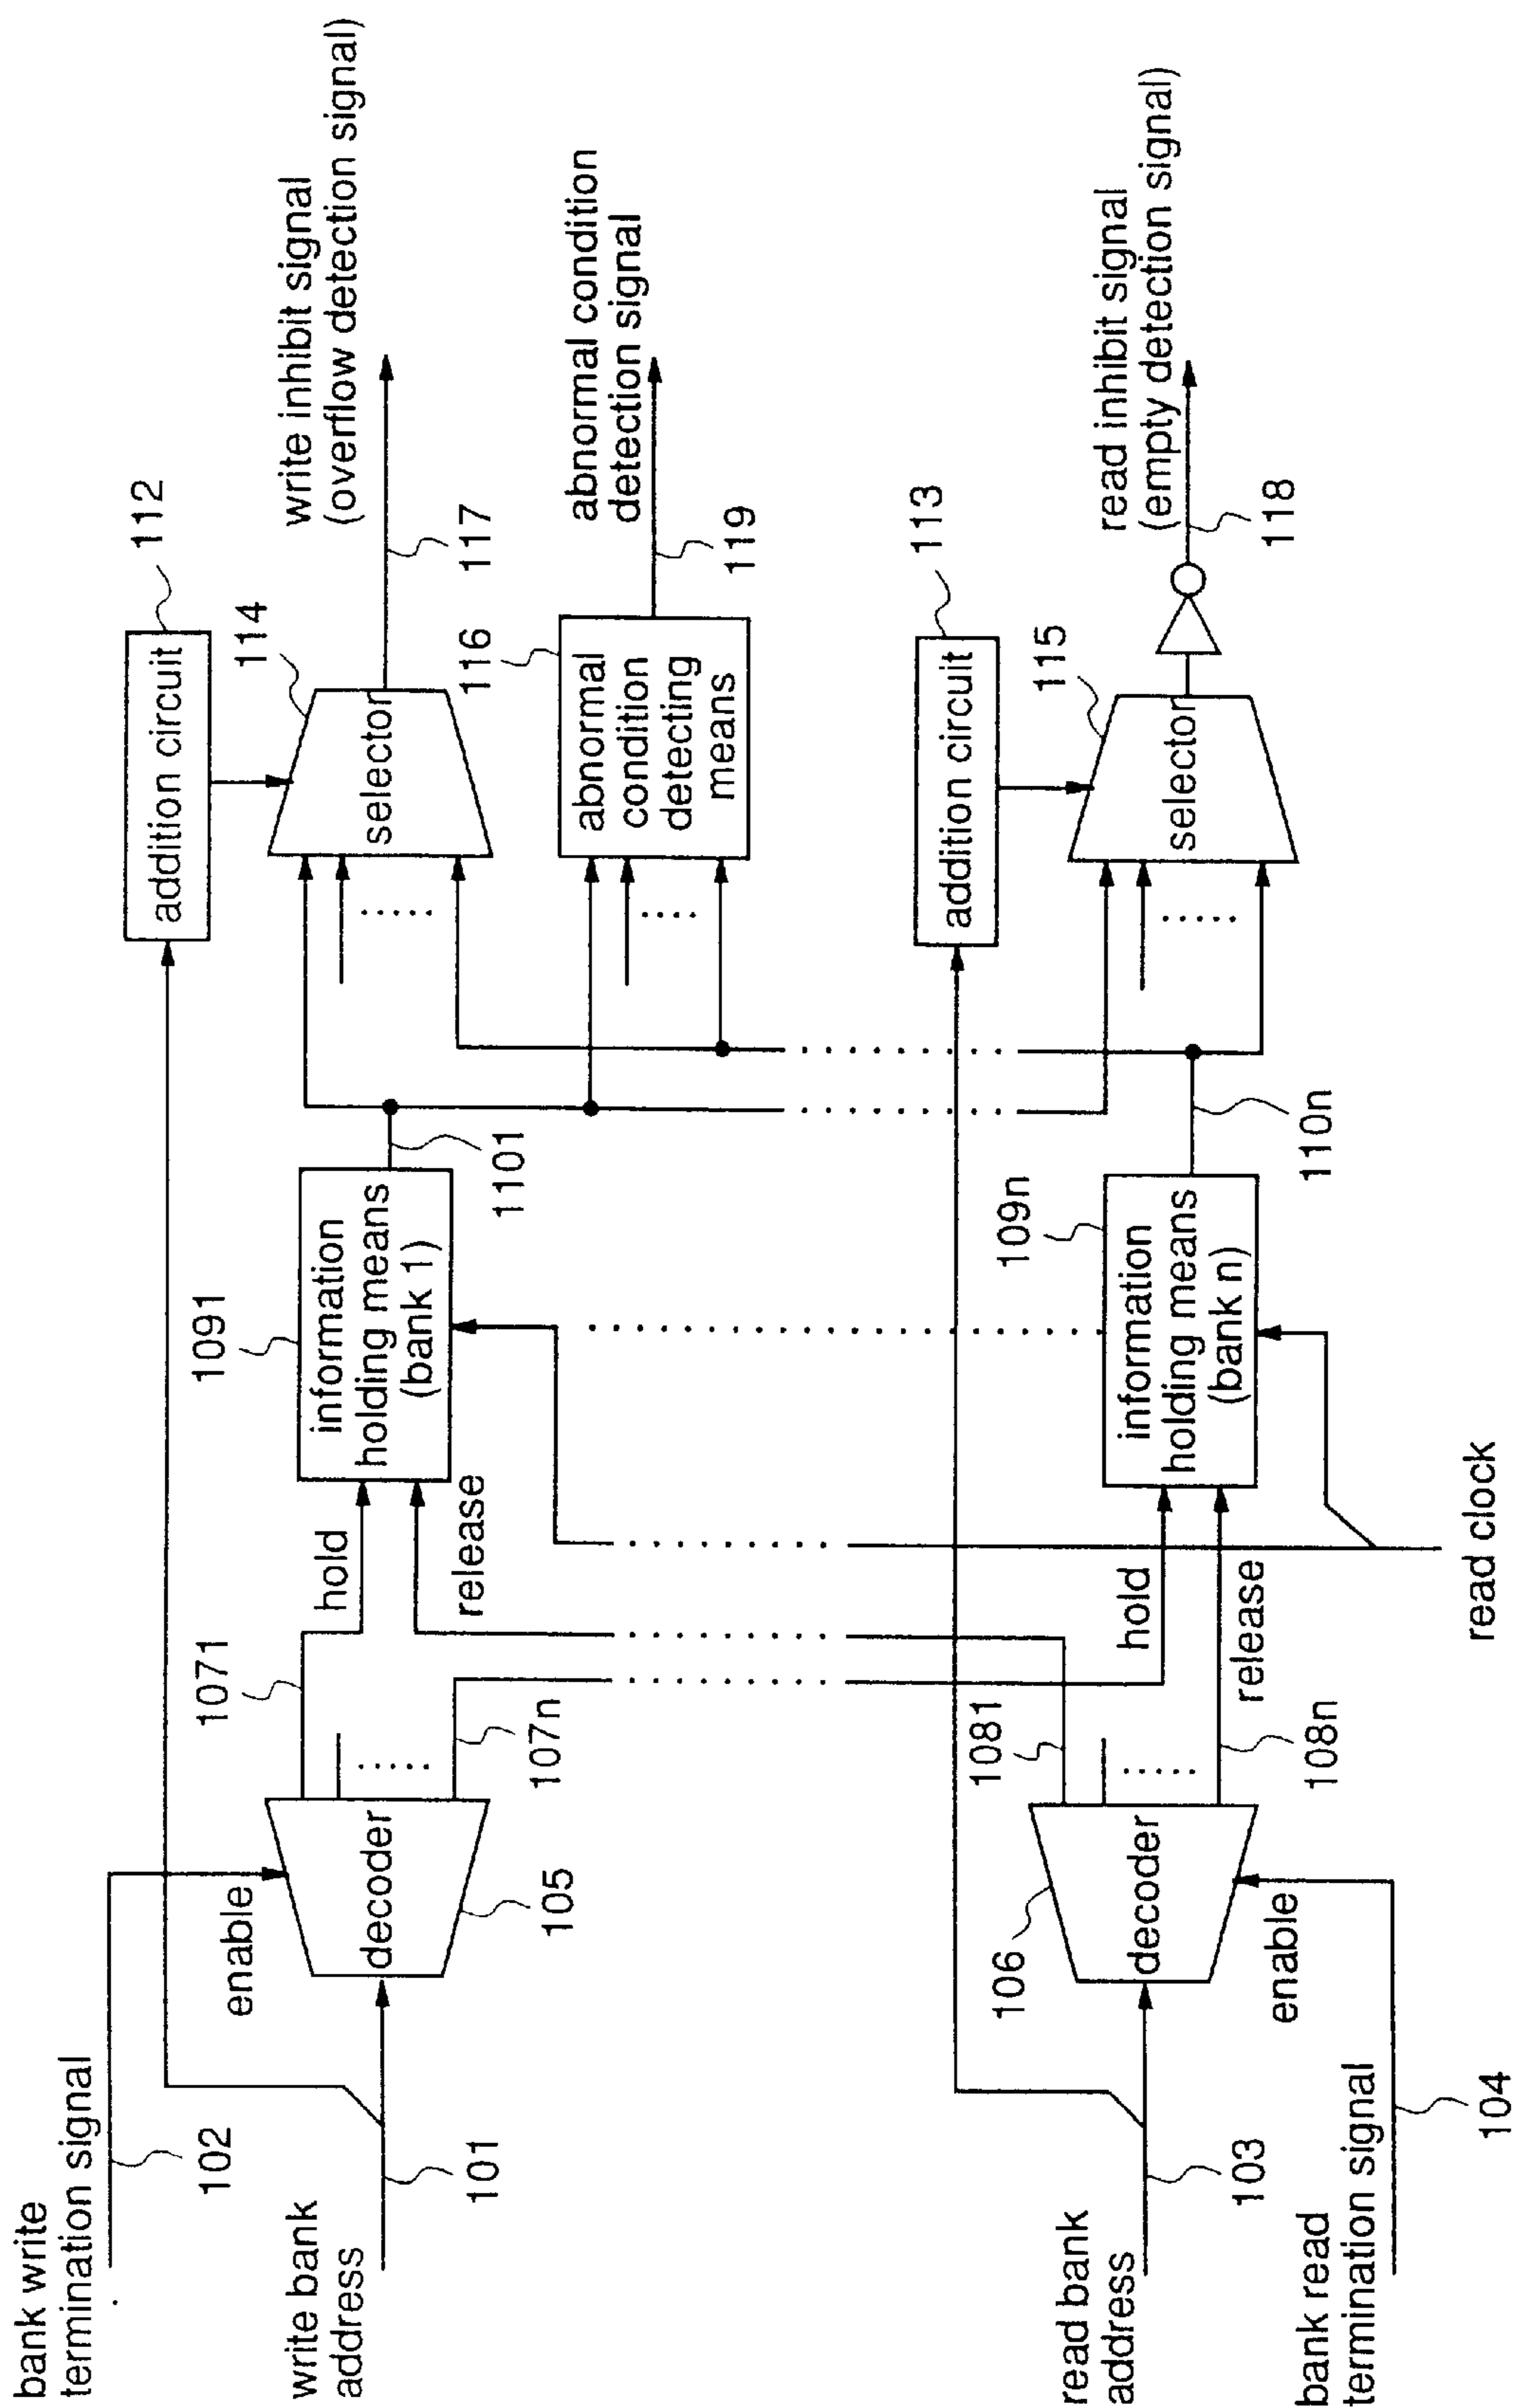 bank write
termination signal
102
write bank
address
101
enable
decoder
105
1071
107n
hold
release
1091
information
holding means
(bank 1)
1101
addition circuit
112
114
selector
117
write inhibit signal
(overflow detection signal)
116
abnormal
condition
detecting
means
119
abnormal condition
detection signal
read bank
address
103
bank read
termination signal
104
106
decoder
enable
1081
108n
hold
release
109n
information
holding means
(bank n)
110n
read clock
addition circuit
113
115
selector
118
read inhibit signal
(empty detection signal)